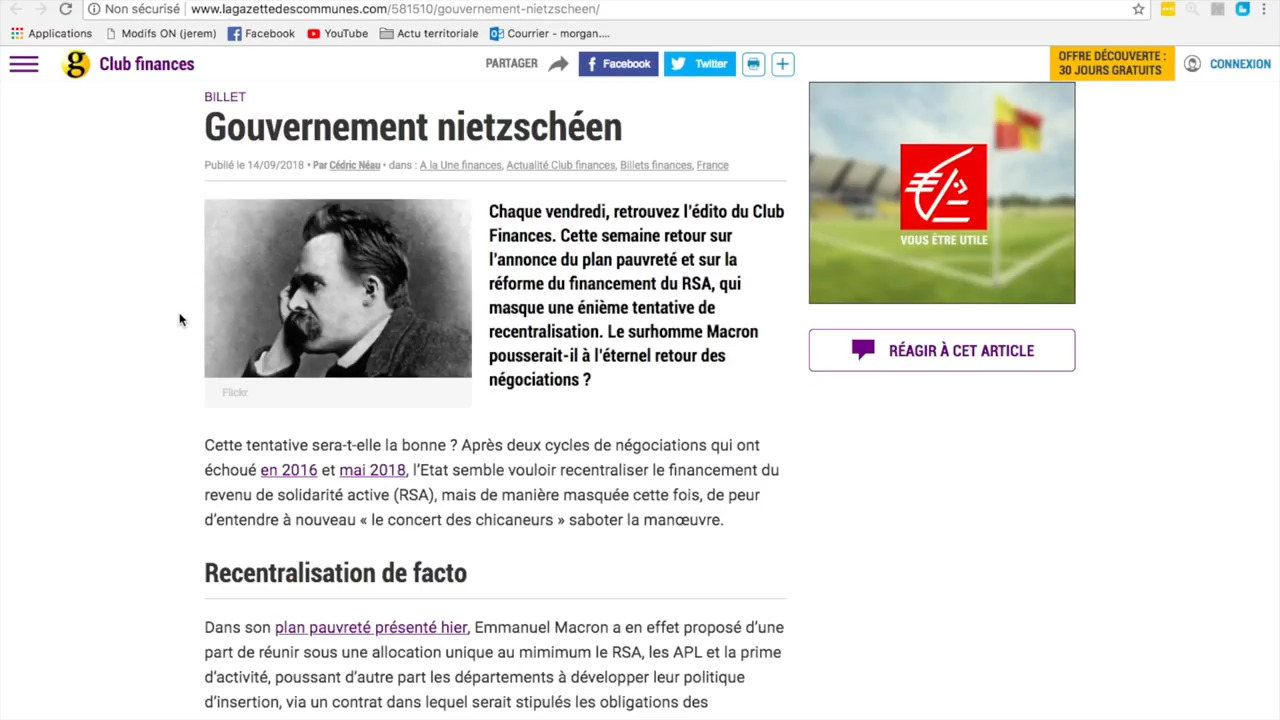 Non sécurisé | www.lagazettedescommunes.com/581510/gouvernement-nietzscheen/
Applications Modifs ON (jerem) Facebook YouTube Actu territoriale Courrier - morgan....
g Club finances PARTAGER f Facebook Twitter OFFRE DÉCOUVERTE : CONNEXION
30 JOURS GRATUITS
BILLET
Gouvernement nietzschéen
Publié le 14/09/2018 • Par Cédric Néau • dans : A la Une finances, Actualité Club finances, Billets finances, France
Chaque vendredi, retrouvez l'édito du Club
Finances. Cette semaine retour sur
l'annonce du plan pauvreté et sur la
réforme du financement du RSA, qui
masque une énième tentative de
recentralisation. Le surhomme Macron
pousserait-il à l'éternel retour des
négociations ?
Flickr
VOUS ÊTRE UTILE
RÉAGIR À CET ARTICLE
Cette tentative sera-t-elle la bonne ? Après deux cycles de négociations qui ont
échoué en 2016 et mai 2018, l'Etat semble vouloir recentraliser le financement du
revenu de solidarité active (RSA), mais de manière masquée cette fois, de peur
d'entendre à nouveau « le concert des chicaneurs » saboter la manœuvre.
Recentralisation de facto
Dans son plan pauvreté présenté hier, Emmanuel Macron a en effet proposé d'une
part de réunir sous une allocation unique au mimimum le RSA, les APL et la prime
d'activité, poussant d'autre part les départements à développer leur politique
d'insertion, via un contrat dans lequel serait stipulés les obligations des